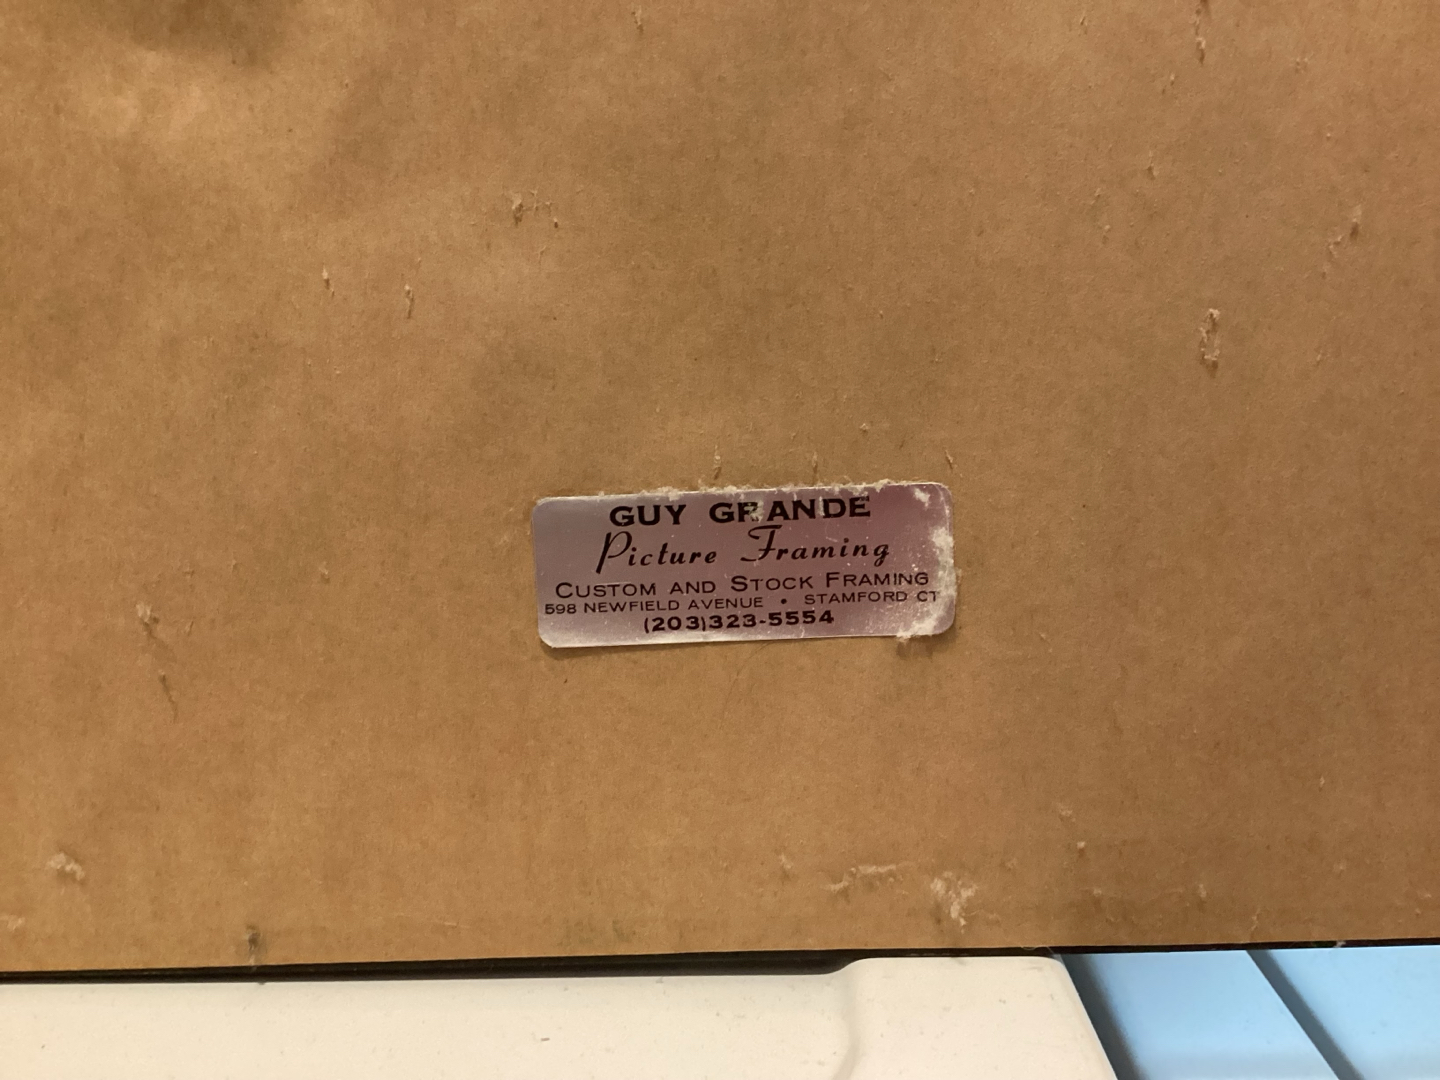 GUY GRANDE
Picture Framing
CUSTOM AND STOCK FRAMING
598 NEWFIELD AVENUE • STAMFORD CT
(203)323-5554